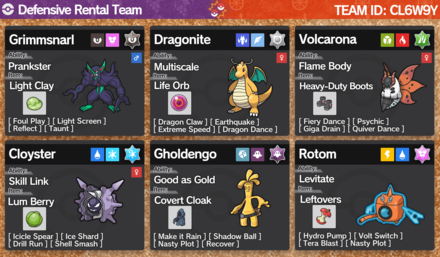 Defensive Rental Team
TEAM ID: CL6W9Y
Grimmsnarl
Ability:
Prankster
Item:
Light Clay
[ Foul Play ] [ Light Screen ]
[ Reflect ] [ Taunt ]
Dragonite
Ability:
Multiscale
Item:
Life Orb
[ Dragon Claw ] [ Earthquake ]
[ Extreme Speed ] [ Dragon Dance ]
Volcarona
Ability:
Flame Body
Item:
Heavy-Duty Boots
[ Fiery Dance ] [ Psychic ]
[ Giga Drain ] [ Quiver Dance ]
Cloyster
Ability:
Skill Link
Item:
Lum Berry
[ Icicle Spear ] [ Ice Shard ]
[ Drill Run ] [ Shell Smash ]
Gholdengo
Ability:
Good as Gold
Item:
Covert Cloak
[ Make it Rain ] [ Shadow Ball ]
[ Nasty Plot ] [ Recover ]
Rotom
Ability:
Levitate
Item:
Leftovers
[ Hydro Pump ] [ Volt Switch ]
[ Tera Blast ] [ Nasty Plot ]